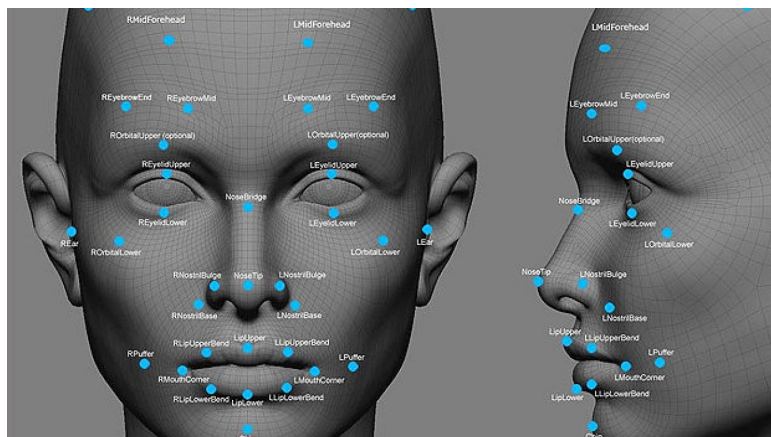 RMidForehead
LMidForehead
REyebrowEnd
REyebrowMid
LEyebrowMid
LEyebrowEnd
ROrbitalUpper (optional)
LOrbitalUpper(optional)
REyelidUpper
LEyelidUpper
NoseBridge
REyelidLower
LEyelidLower
REar
LEar
ROrbitalLower
LOrbitalLower
RNostrilBulge
NoseTip
LNostrilBulge
RNostrilBase
LNostrilBase
RLipUpperBend
LipUpper
LLipUpperBend
RPuffer
LPuffer
RMouthCorner
LMouthCorner
RLipLowerBend
LipLower
LLipLowerBend
LMidForehead
LEyebrowEnd
LEyebrowMid
LOrbitalUpper(optional)
LEyelidUpper
NoseBridge
LEyelidLower
LOrbitalLower
NoseTip
LNostrilBulge
LNostrilBase
LipUpper
LLipUpperBend
LPuffer
LMouthCorner
LipLower
LLipLowerBend